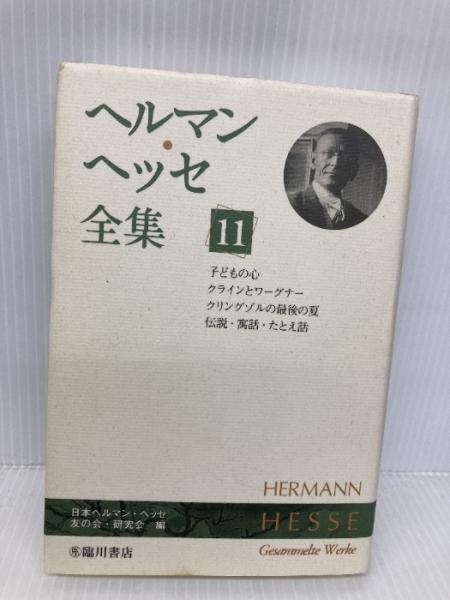 ヘルマン・
ヘッセ
全集 11
子どもの心
クラインとワーグナー
クリングゾルの最後の夏
伝説・寓話・たとえ話
HERMANN
HESSE
Gesammelte Werke
日本ヘルマン・ヘッセ
友の会・研究会 編
臨川書店